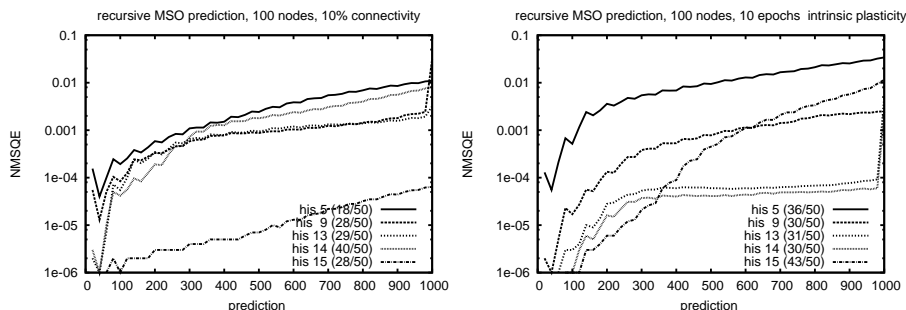 recursive MSO prediction, 100 nodes, 10% connectivity
0.1
0.01
0.001
1e-04
1e-05
1e-06
NMSQE
his 5 (18/50)
his 9 (28/50)
his 13 (29/50)
his 14 (40/50)
his 15 (28/50)
0 100 200 300 400 500 600 700 800 900 1000
prediction
recursive MSO prediction, 100 nodes, 10 epochs intrinsic plasticity
0.1
0.01
0.001
1e-04
1e-05
1e-06
NMSQE
his 5 (36/50)
his 9 (30/50)
his 13 (31/50)
his 14 (30/50)
his 15 (43/50)
0 100 200 300 400 500 600 700 800 900 1000
prediction